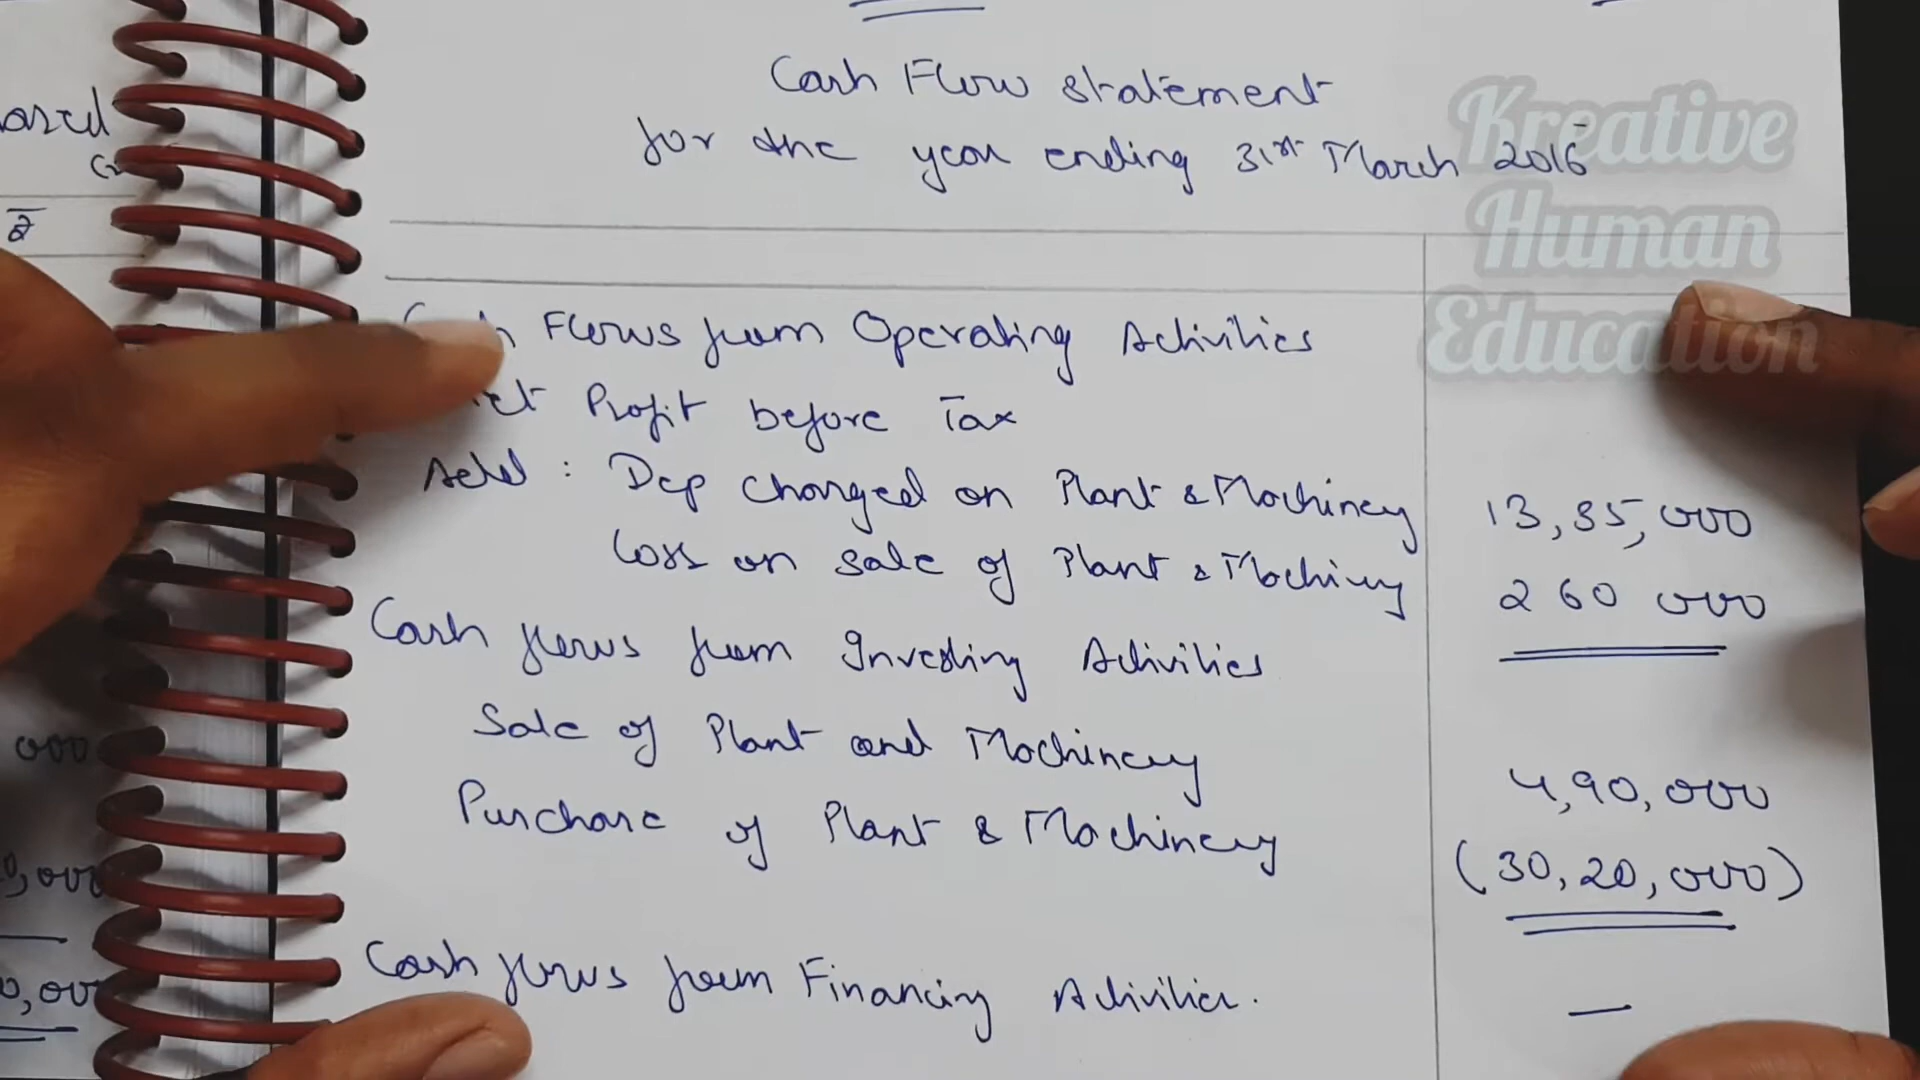 Cash Flow statement
for the year ending 31st March 2016
Kreative
Human
Education
Flows from Operating Activities
Profit before Tax
Add : Dep charged on Plant & Machinery 13,35,000
Loss on sale of Plant & Machinery 260 000
Cash flows from Investing Activities
Sale of Plant and Machinery 4,90,000
Purchase of Plant & Machinery (30,20,000)
Cash flows from Financing Activities. —
000